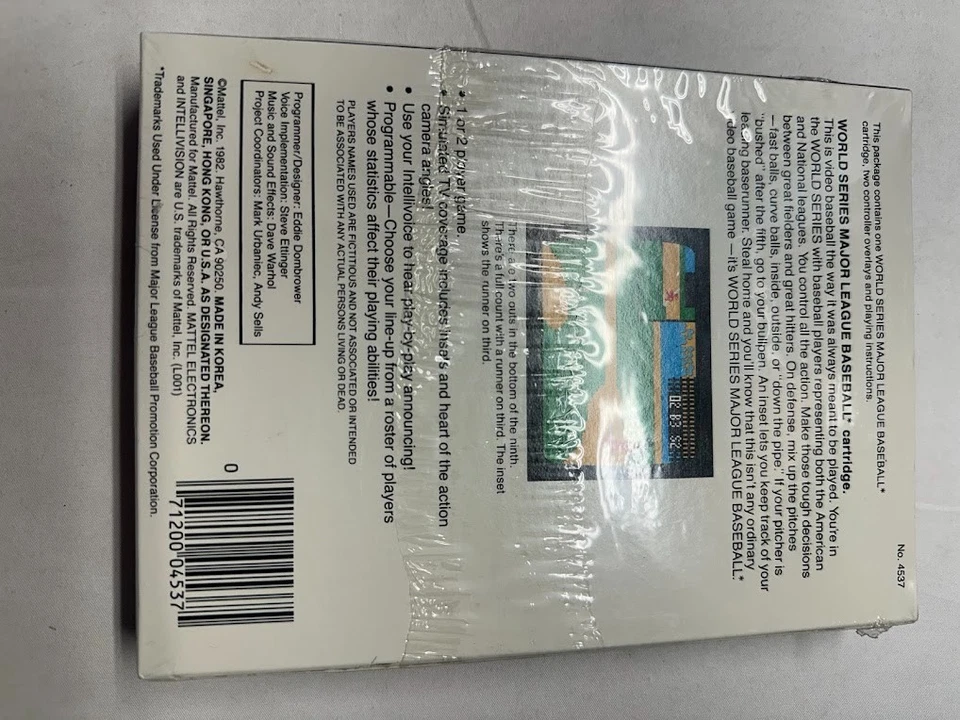 This package contains one WORLD SERIES MAJOR LEAGUE BASEBALL*
cartridge, two controller overlays and playing instructions.
No. 4537
WORLD SERIES MAJOR LEAGUE BASEBALL* cartridge.
This is video baseball the way it was always meant to be played. You're in
the WORLD SERIES with baseball players representing both the American
and National leagues. You control all the action. Make those tough decisions
between great fielders and great hitters. On defense, mix up the pitches
—fast balls, curve balls, inside, outside, or "down the pipe." If your pitcher is
"bushed" after the fifth, go to your bullpen. An inset lets you keep track of your
leading baserunner. Steal home and you'll know that this isn't any ordinary
video baseball game — it's WORLD SERIES MAJOR LEAGUE BASEBALL.*
O2 B3 S2
There are two outs in the bottom of the ninth.
There's a full count with a runner on third. The inset
shows the runner on third.
• 1 or 2 player game.
• Simulated TV coverage includes insets and heart of the action
camera angles!
• Use your Intellivoice to hear play-by-play announcing!
• Programmable—Choose your line-up from a roster of players
whose statistics affect their playing abilities!
PLAYERS NAMES USED ARE FICTITIOUS AND NOT ASSOCIATED OR INTENDED
TO BE ASSOCIATED WITH ANY ACTUAL PERSONS LIVING OR DEAD.
Programmer/Designer: Eddie Dombrower
Voice Implementation: Steve Ettinger
Music and Sound Effects: Dave Warhol
Project Coordinators: Mark Urbaniec, Andy Sells
©Mattel, Inc. 1982. Hawthorne, CA 90250. MADE IN KOREA,
SINGAPORE, HONG KONG, OR U.S.A. AS DESIGNATED THEREON.
Manufactured for Mattel. All Rights Reserved. MATTEL ELECTRONICS
and INTELLIVISION are U.S. trademarks of Mattel, Inc. (L001)
*Trademarks Used Under License from Major League Baseball Promotion Corporation.
0
71200 04537